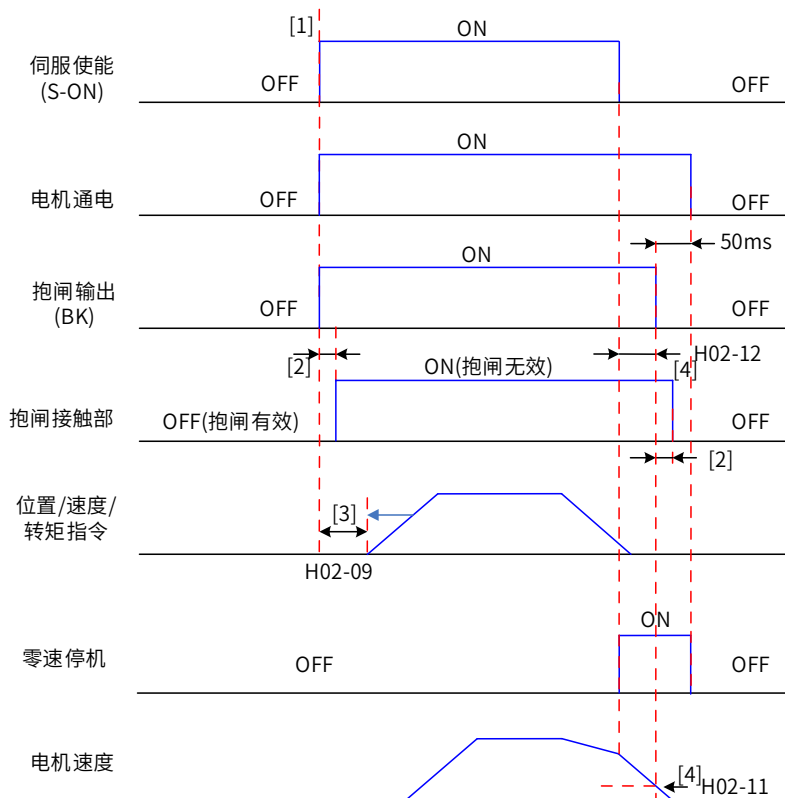 [1]
ON
伺服使能
(S-ON)
OFF
OFF
ON
电机通电
OFF
OFF
50ms
ON
抱闸输出
(BK)
OFF
OFF
[2]
H02-12
ON(抱闸无效)
[4]
抱闸接触部
OFF(抱闸有效)
OFF
[2]
位置/速度/
转矩指令
[3]
H02-09
ON
零速停机
OFF
OFF
电机速度
[4]
H02-11